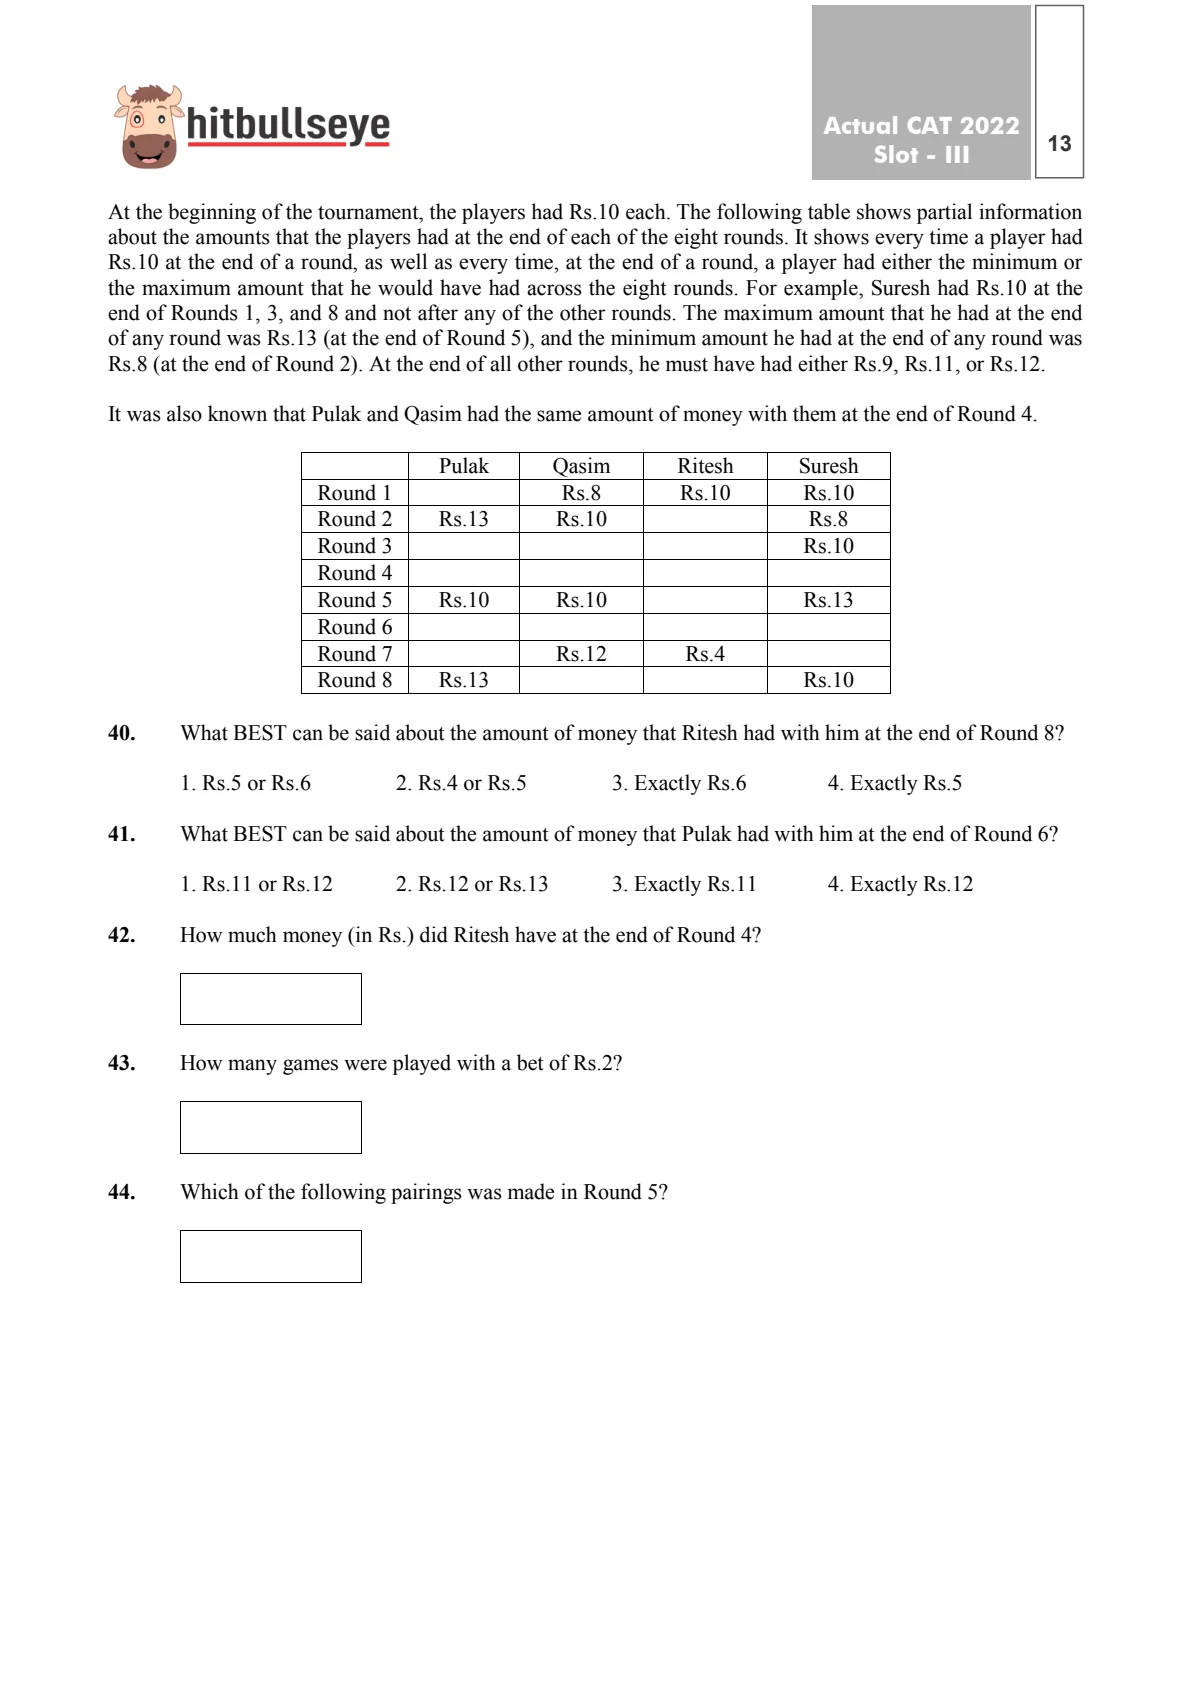 hitbullseye
Actual CAT 2022
Slot - III
13
At the beginning of the tournament, the players had Rs.10 each. The following table shows partial information
about the amounts that the players had at the end of each of the eight rounds. It shows every time a player had
Rs.10 at the end of a round, as well as every time, at the end of a round, a player had either the minimum or
the maximum amount that he would have had across the eight rounds. For example, Suresh had Rs.10 at the
end of Rounds 1, 3, and 8 and not after any of the other rounds. The maximum amount that he had at the end
of any round was Rs.13 (at the end of Round 5), and the minimum amount he had at the end of any round was
Rs.8 (at the end of Round 2). At the end of all other rounds, he must have had either Rs.9, Rs.11, or Rs.12.
It was also known that Pulak and Qasim had the same amount of money with them at the end of Round 4.
Pulak Qasim Ritesh Suresh
Round 1 Rs.8 Rs.10 Rs.10
Round 2 Rs.13 Rs.10 Rs.8
Round 3 Rs.10
Round 4
Round 5 Rs.10 Rs.10 Rs.13
Round 6
Round 7 Rs.12 Rs.4
Round 8 Rs.13 Rs.10
40. What BEST can be said about the amount of money that Ritesh had with him at the end of Round 8?
1. Rs.5 or Rs.6 2. Rs.4 or Rs.5 3. Exactly Rs.6 4. Exactly Rs.5
41. What BEST can be said about the amount of money that Pulak had with him at the end of Round 6?
1. Rs.11 or Rs.12 2. Rs.12 or Rs.13 3. Exactly Rs.11 4. Exactly Rs.12
42. How much money (in Rs.) did Ritesh have at the end of Round 4?
43. How many games were played with a bet of Rs.2?
44. Which of the following pairings was made in Round 5?